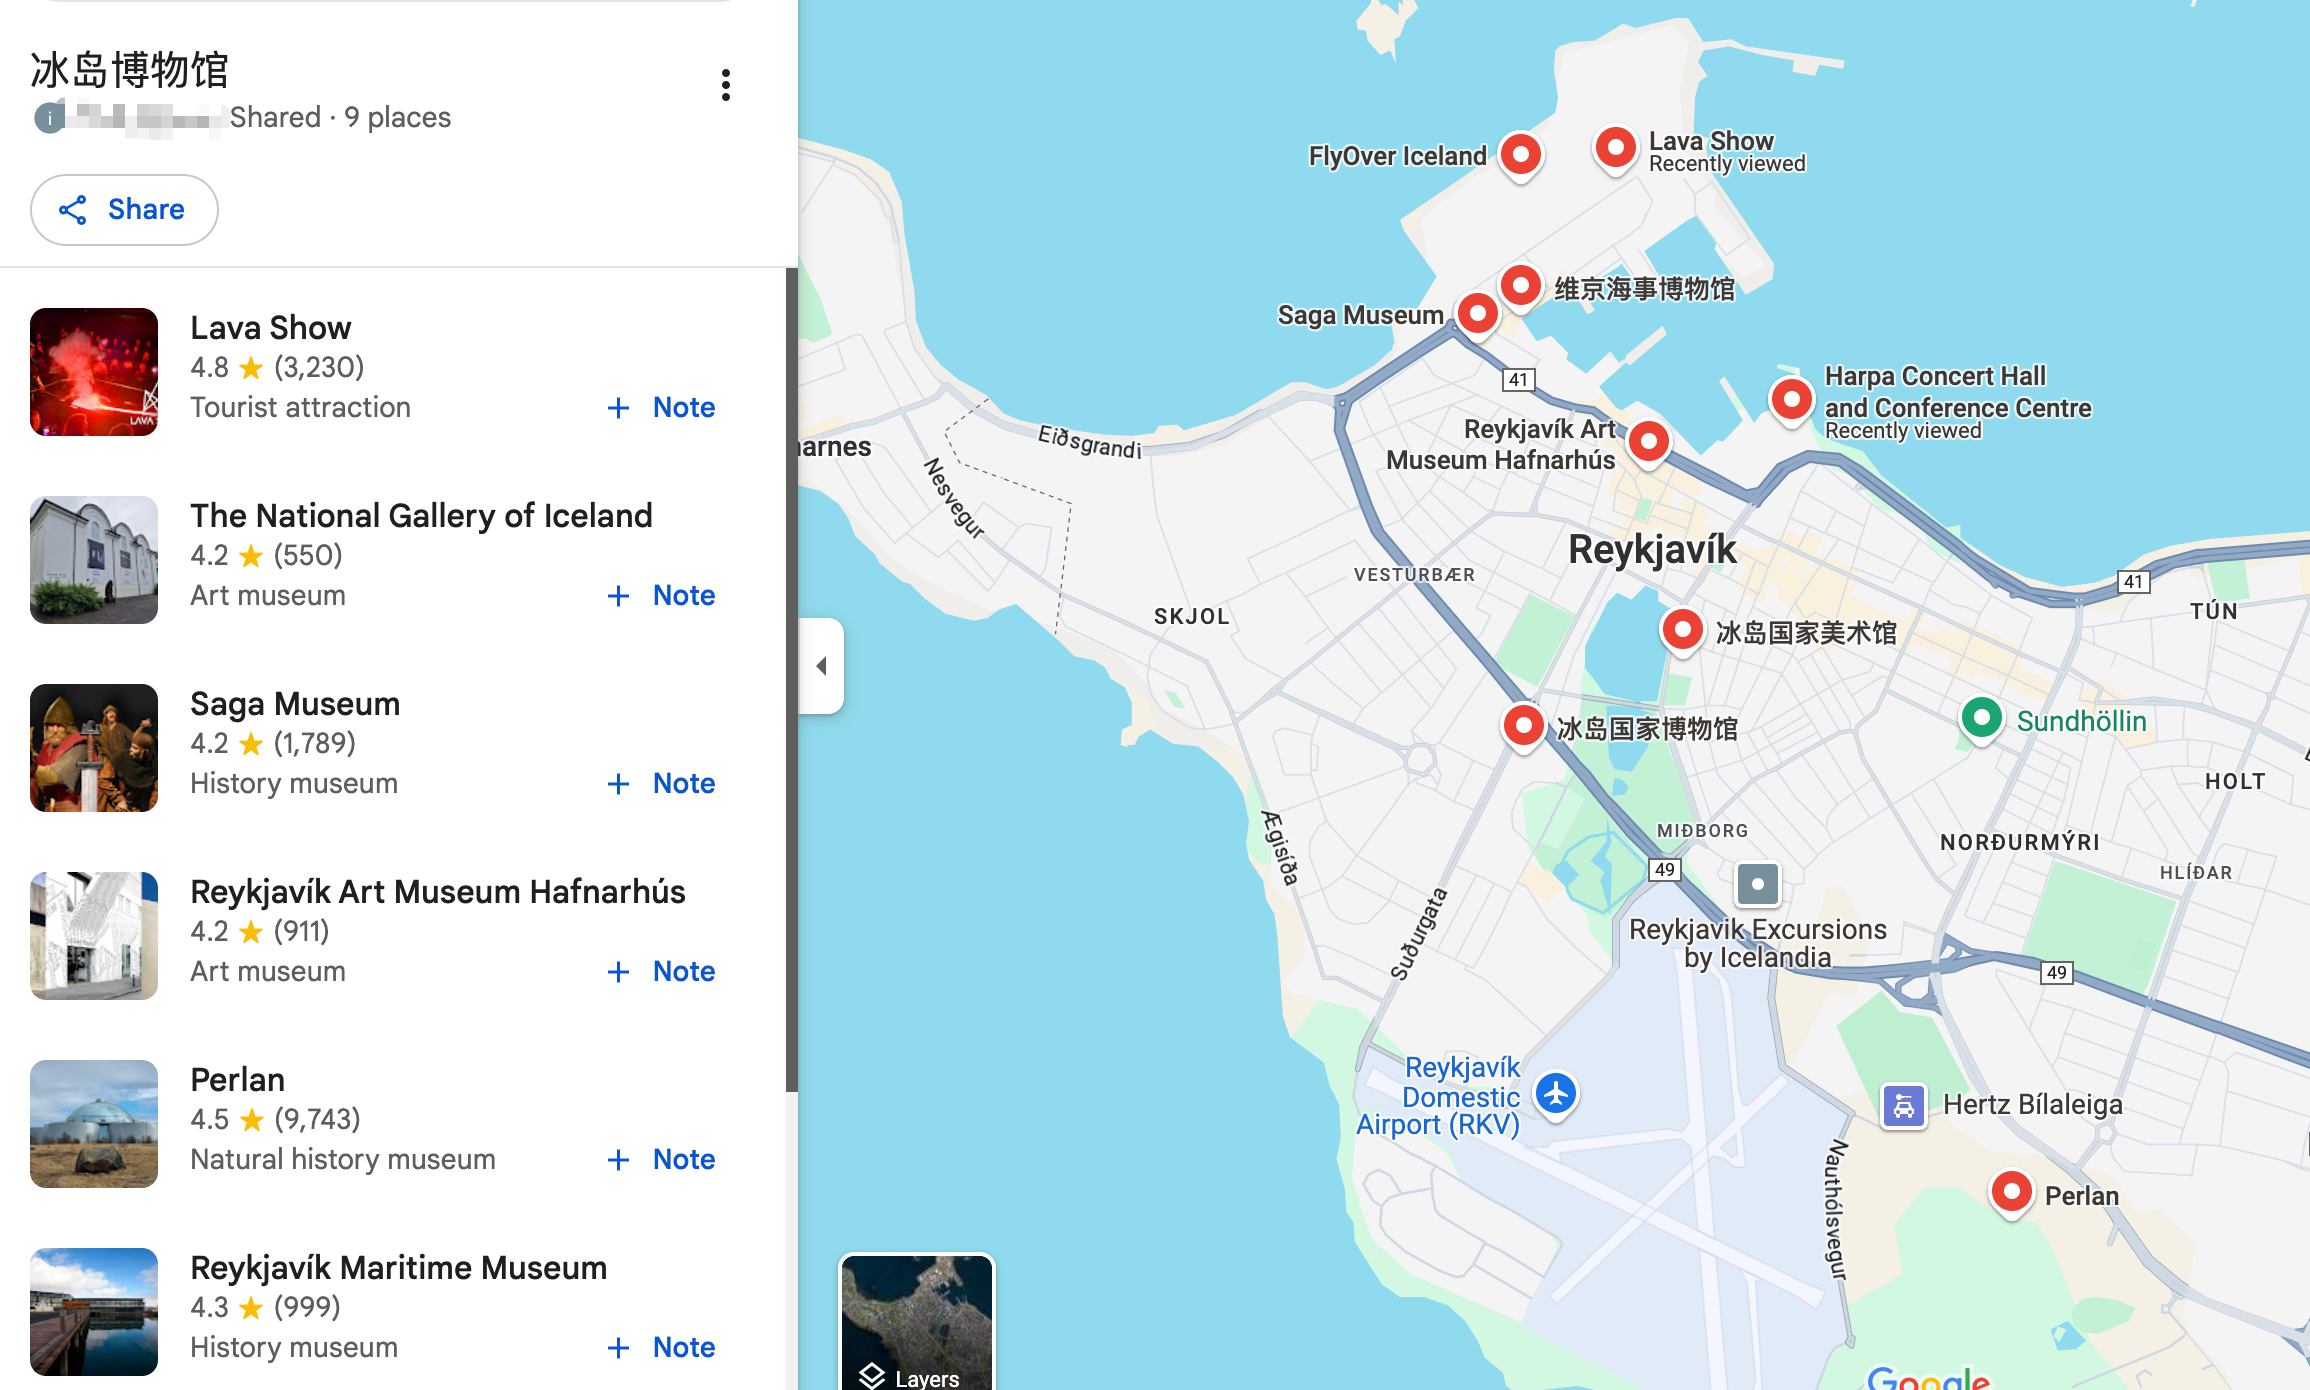 冰岛博物馆
Shared · 9 places
Share
Lava Show
4.8 ★ (3,230)
Tourist attraction
+ Note
The National Gallery of Iceland
4.2 ★ (550)
Art museum
+ Note
Saga Museum
4.2 ★ (1,789)
History museum
+ Note
Reykjavík Art Museum Hafnarhús
4.2 ★ (911)
Art museum
+ Note
Perlan
4.5 ★ (9,743)
Natural history museum
+ Note
Reykjavík Maritime Museum
4.3 ★ (999)
History museum
+ Note
FlyOver Iceland
Lava Show
Recently viewed
维京海事博物馆
Saga Museum
41
Harpa Concert Hall
and Conference Centre
Recently viewed
Reykjavík Art
Museum Hafnarhús
Eiðsgrandi
arnes
Nesvegur
Reykjavík
VESTURBÆR
41
TÚN
SKJOL
冰岛国家美术馆
冰岛国家博物馆
Sundhöllin
HOLT
Ægisíða
MIÐBORG
NORÐURMÝRI
49
HLÍÐAR
Suðurgata
Reykjavik Excursions
by Icelandia
49
Reykjavík
Domestic
Airport (RKV)
Hertz Bílaleiga
Nauthólsvegur
Perlan
Layers
Google